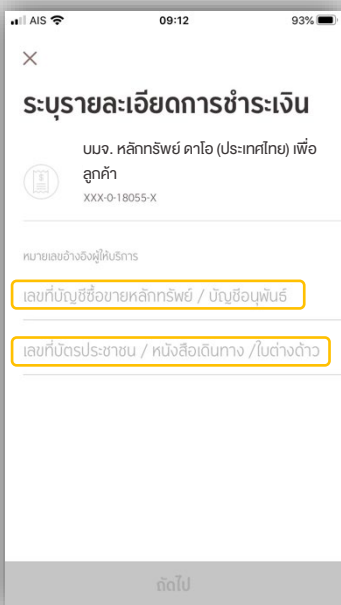 AIS 09:12 93%
ระบุรายละเอียดการชำระเงิน
บมจ. หลักทรัพย์ ดาโอ (ประเทศไทย) เพื่อ
ลูกค้า
XXX-0-18055-X
หมายเลขอ้างอิงผู้ให้บริการ
เลขที่บัญชีซื้อขายหลักทรัพย์ / บัญชีอนุพันธ์
เลขที่บัตรประชาชน / หนังสือเดินทาง /ใบต่างด้าว
ถัดไป